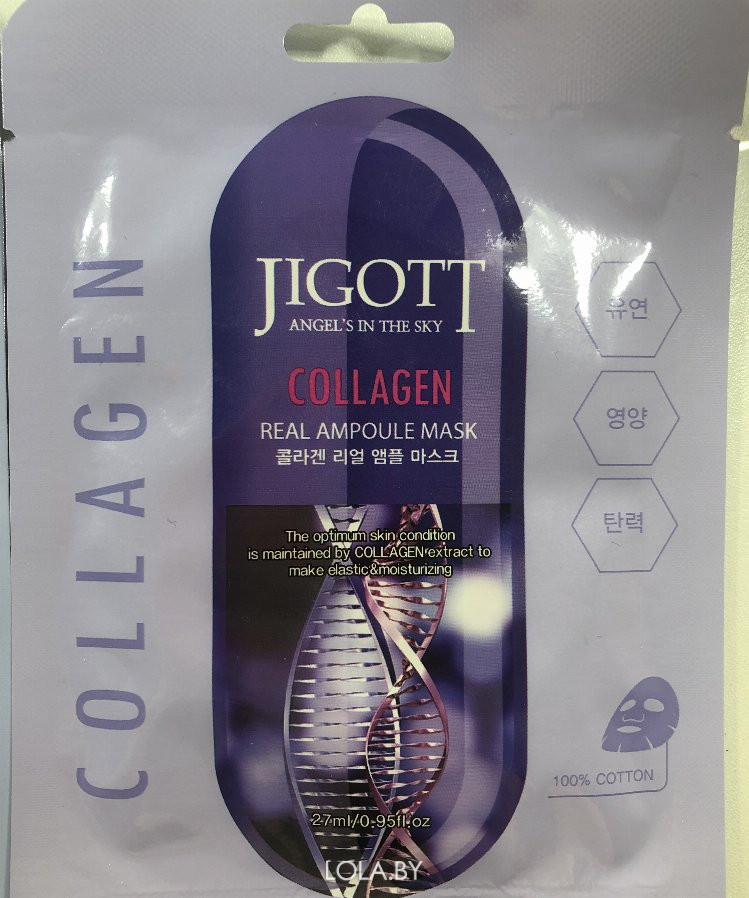 COLLAGEN
JIGOTT
ANGEL'S IN THE SKY
COLLAGEN
REAL AMPOULE MASK
콜라겐 리얼 앰플 마스크
The optimum skin condition
is maintained by COLLAGEN extract to
make elastic&moisturizing
27ml/0.95fl.oz
유연
영양
탄력
100% COTTON
LOLA.BY